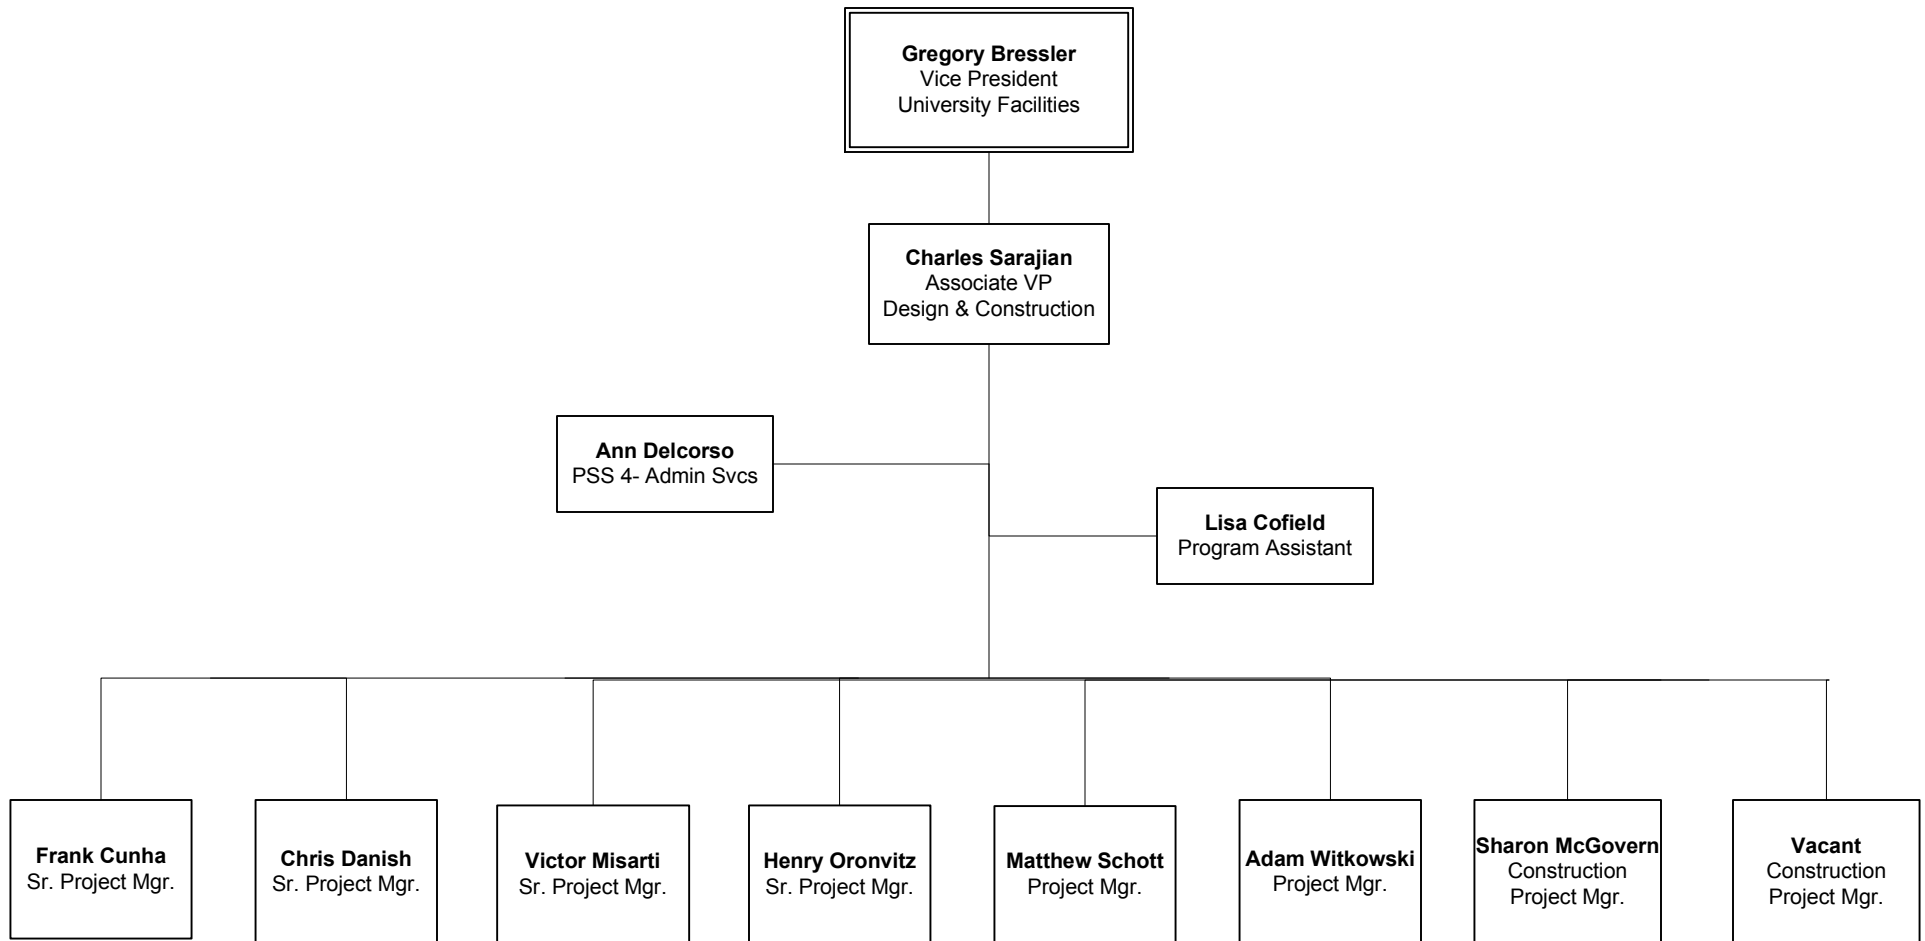 Gregory Bressler
Vice President
University Facilities
Charles Sarajian
Associate VP
Design & Construction
Ann Delcorso
PSS 4- Admin Svcs
Lisa Cofield
Program Assistant
Frank Cunha
Sr. Project Mgr.
Chris Danish
Sr. Project Mgr.
Victor Misarti
Sr. Project Mgr.
Henry Oronvitz
Sr. Project Mgr.
Matthew Schott
Project Mgr.
Adam Witkowski
Project Mgr.
Sharon McGovern
Construction
Project Mgr.
Vacant
Construction
Project Mgr.